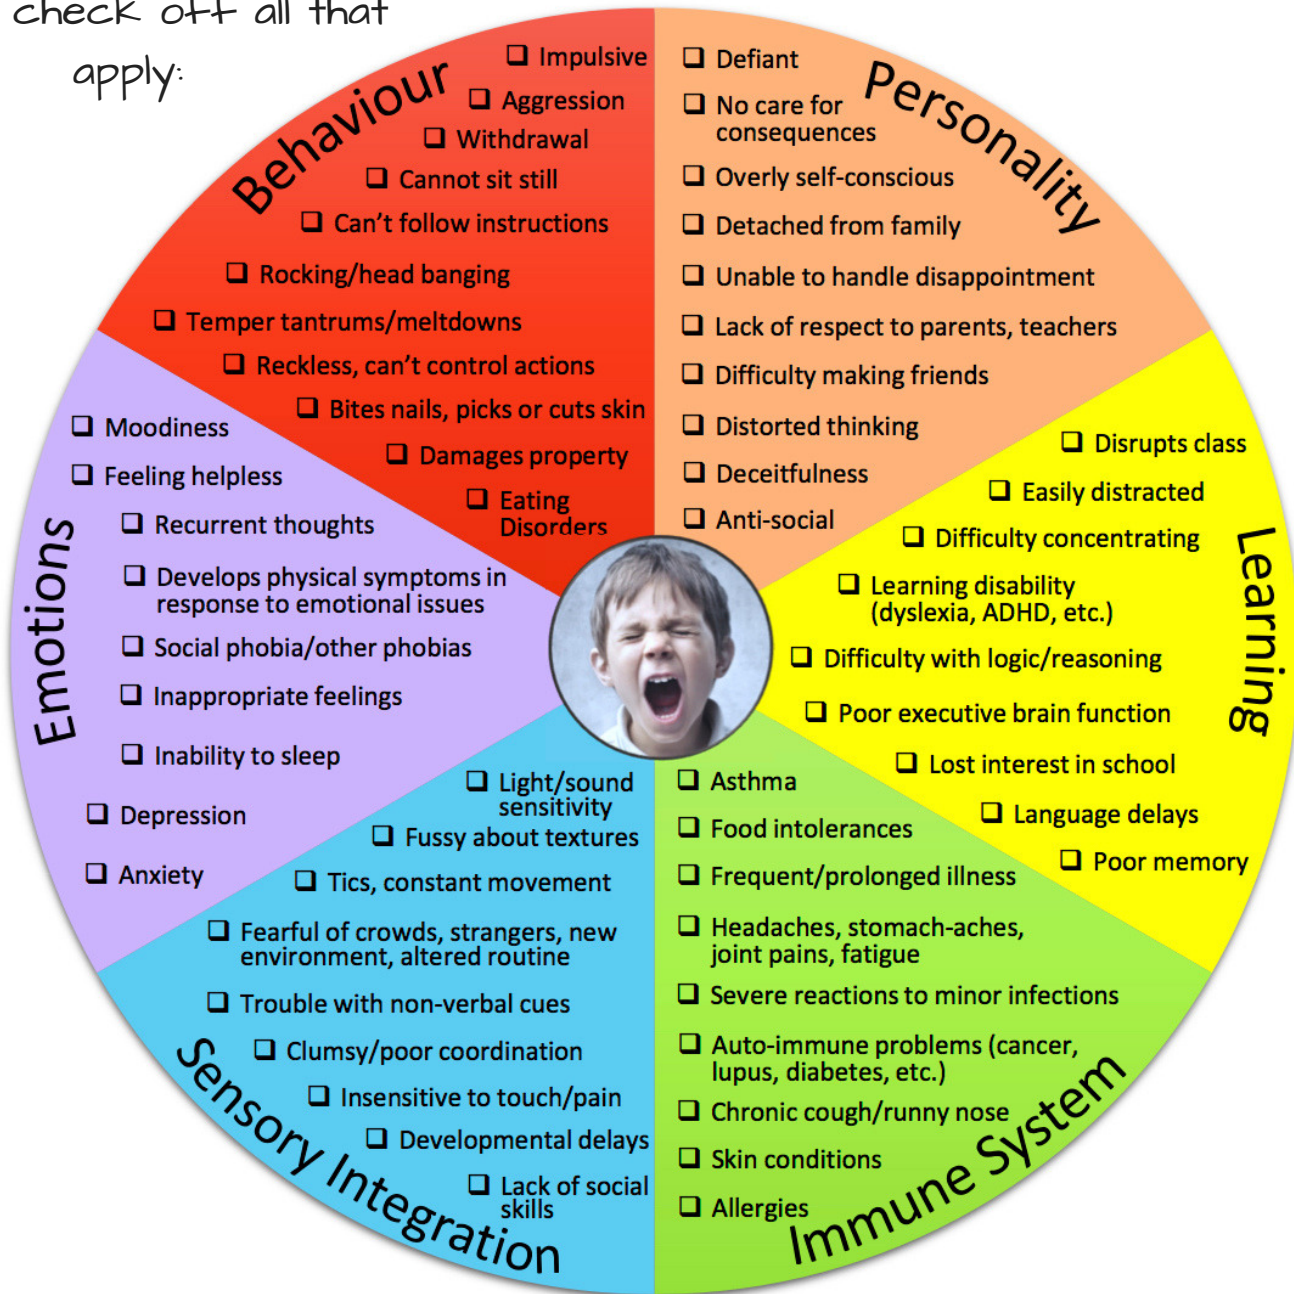 check off all that
apply:
Behaviour
❑ Impulsive
❑ Aggression
❑ Withdrawal
❑ Cannot sit still
❑ Can’t follow instructions
❑ Rocking/head banging
❑ Temper tantrums/meltdowns
❑ Reckless, can’t control actions
❑ Bites nails, picks or cuts skin
❑ Damages property
❑ Eating
Disorders
Personality
❑ Defiant
❑ No care for
consequences
❑ Overly self-conscious
❑ Detached from family
❑ Unable to handle disappointment
❑ Lack of respect to parents, teachers
❑ Difficulty making friends
❑ Distorted thinking
❑ Deceitfulness
❑ Anti-social
Learning
❑ Disrupts class
❑ Easily distracted
❑ Difficulty concentrating
❑ Learning disability
(dyslexia, ADHD, etc.)
❑ Difficulty with logic/reasoning
❑ Poor executive brain function
❑ Lost interest in school
❑ Language delays
❑ Poor memory
Immune System
❑ Asthma
❑ Food intolerances
❑ Frequent/prolonged illness
❑ Headaches, stomach-aches,
joint pains, fatigue
❑ Severe reactions to minor infections
❑ Auto-immune problems (cancer,
lupus, diabetes, etc.)
❑ Chronic cough/runny nose
❑ Skin conditions
❑ Allergies
Sensory Integration
❑ Light/sound
sensitivity
❑ Fussy about textures
❑ Tics, constant movement
❑ Fearful of crowds, strangers, new
environment, altered routine
❑ Trouble with non-verbal cues
❑ Clumsy/poor coordination
❑ Insensitive to touch/pain
❑ Developmental delays
❑ Lack of social
skills
Emotions
❑ Moodiness
❑ Feeling helpless
❑ Recurrent thoughts
❑ Develops physical symptoms in
response to emotional issues
❑ Social phobia/other phobias
❑ Inappropriate feelings
❑ Inability to sleep
❑ Depression
❑ Anxiety